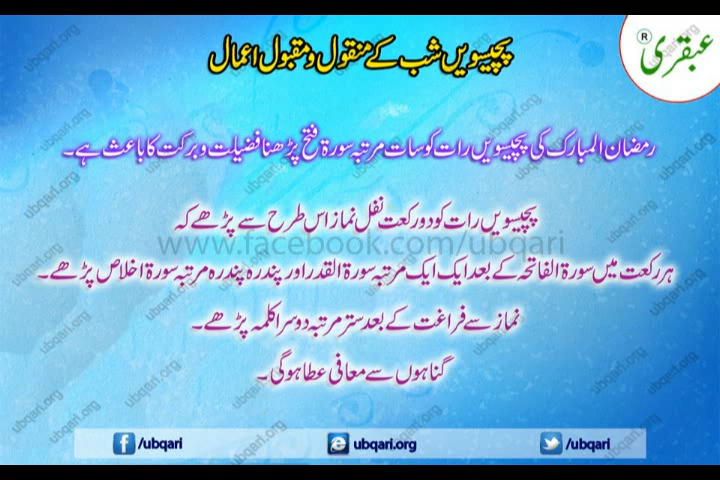 عبقری ®
پچیسویں شب کے منقول و مقبول اعمال
رمضان المبارک کی پچیسویں رات کو سات مرتبہ سورۃ فتح پڑھنا فضیلت و برکت کا باعث ہے۔
پچیسویں رات کو دو رکعت نفل نماز اس طرح سے پڑھے کہ
www.facebook.com/ubqari
ہر رکعت میں سورۃ الفاتحہ کے بعد ایک ایک مرتبہ سورۃ القدر اور پندرہ پندرہ مرتبہ سورۃ اخلاص پڑھے۔
نماز سے فراغت کے بعد ستر مرتبہ دوسرا کلمہ پڑھے۔
گناہوں سے معافی عطا ہوگی۔
/ubqari ubqari.org /ubqari
ubqari.org